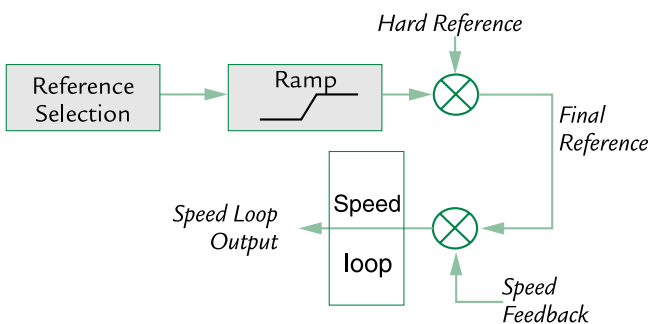 Hard Reference
Reference
Selection
Ramp
Final
Reference
Speed Loop
Output
Speed
loop
Speed
Feedback